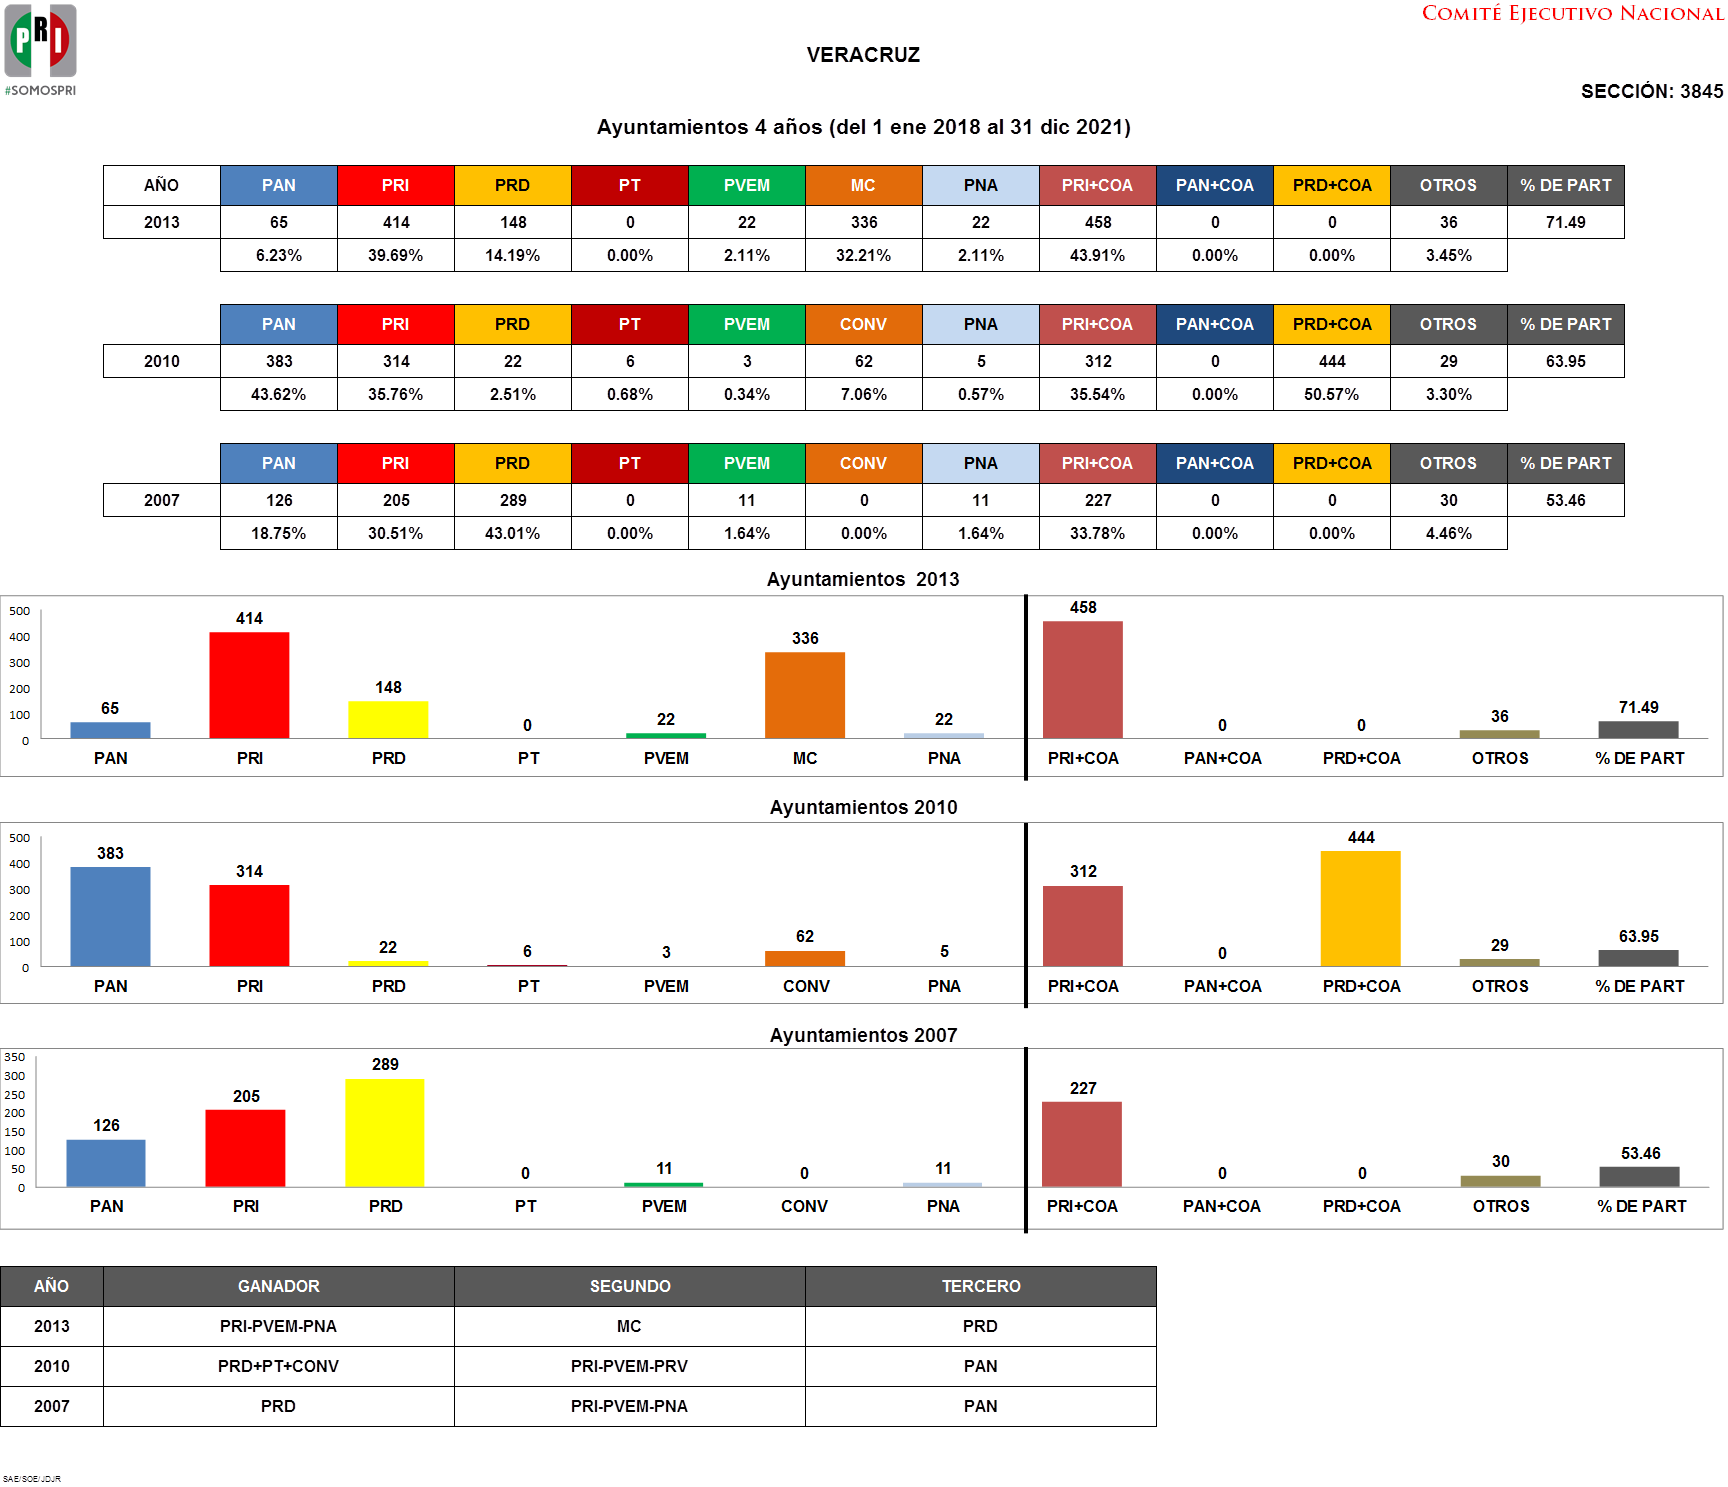 PRI
#SOMOSPRI
COMITÉ EJECUTIVO NACIONAL
VERACRUZ
SECCIÓN: 3845
Ayuntamientos 4 años (del 1 ene 2018 al 31 dic 2021)
AÑO PAN PRI PRD PT PVEM MC PNA PRI+COA PAN+COA PRD+COA OTROS % DE PART
2013 65 414 148 0 22 336 22 458 0 0 36 71.49
6.23% 39.69% 14.19% 0.00% 2.11% 32.21% 2.11% 43.91% 0.00% 0.00% 3.45%
PAN PRI PRD PT PVEM CONV PNA PRI+COA PAN+COA PRD+COA OTROS % DE PART
2010 383 314 22 6 3 62 5 312 0 444 29 63.95
43.62% 35.76% 2.51% 0.68% 0.34% 7.06% 0.57% 35.54% 0.00% 50.57% 3.30%
PAN PRI PRD PT PVEM CONV PNA PRI+COA PAN+COA PRD+COA OTROS % DE PART
2007 126 205 289 0 11 0 11 227 0 0 30 53.46
18.75% 30.51% 43.01% 0.00% 1.64% 0.00% 1.64% 33.78% 0.00% 0.00% 4.46%
Ayuntamientos 2013
500
400
300
200
100
0
65 414 148 0 22 336 22 458 0 0 36 71.49
PAN PRI PRD PT PVEM MC PNA PRI+COA PAN+COA PRD+COA OTROS % DE PART
Ayuntamientos 2010
500
400
300
200
100
0
383 314 22 6 3 62 5 312 0 444 29 63.95
PAN PRI PRD PT PVEM CONV PNA PRI+COA PAN+COA PRD+COA OTROS % DE PART
Ayuntamientos 2007
350
300
250
200
150
100
50
0
126 205 289 0 11 0 11 227 0 0 30 53.46
PAN PRI PRD PT PVEM CONV PNA PRI+COA PAN+COA PRD+COA OTROS % DE PART
AÑO GANADOR SEGUNDO TERCERO
2013 PRI-PVEM-PNA MC PRD
2010 PRD+PT+CONV PRI-PVEM-PRV PAN
2007 PRD PRI-PVEM-PNA PAN
SAE/SOE/JDJR